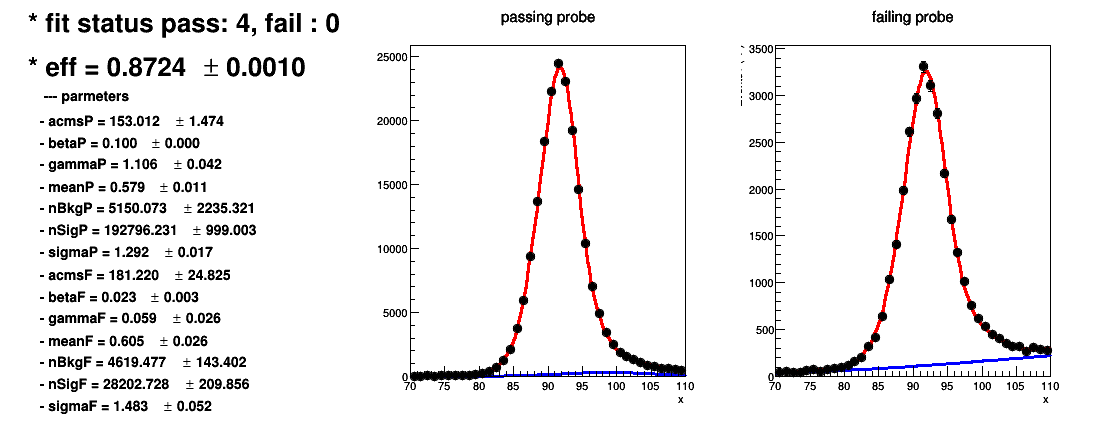 * fit status pass: 4, fail : 0
* eff = 0.8724 ± 0.0010
--- parmeters
- acmsP = 153.012 ± 1.474
- betaP = 0.100 ± 0.000
- gammaP = 1.106 ± 0.042
- meanP = 0.579 ± 0.011
- nBkgP = 5150.073 ± 2235.321
- nSigP = 192796.231 ± 999.003
- sigmaP = 1.292 ± 0.017
- acmsF = 181.220 ± 24.825
- betaF = 0.023 ± 0.003
- gammaF = 0.059 ± 0.026
- meanF = 0.605 ± 0.026
- nBkgF = 4619.477 ± 143.402
- nSigF = 28202.728 ± 209.856
- sigmaF = 1.483 ± 0.052
passing probe
25000
20000
15000
10000
5000
0
70 75 80 85 90 95 100 105 110
x
failing probe
3500
3000
2500
2000
1500
1000
500
0
70 75 80 85 90 95 100 105 110
x